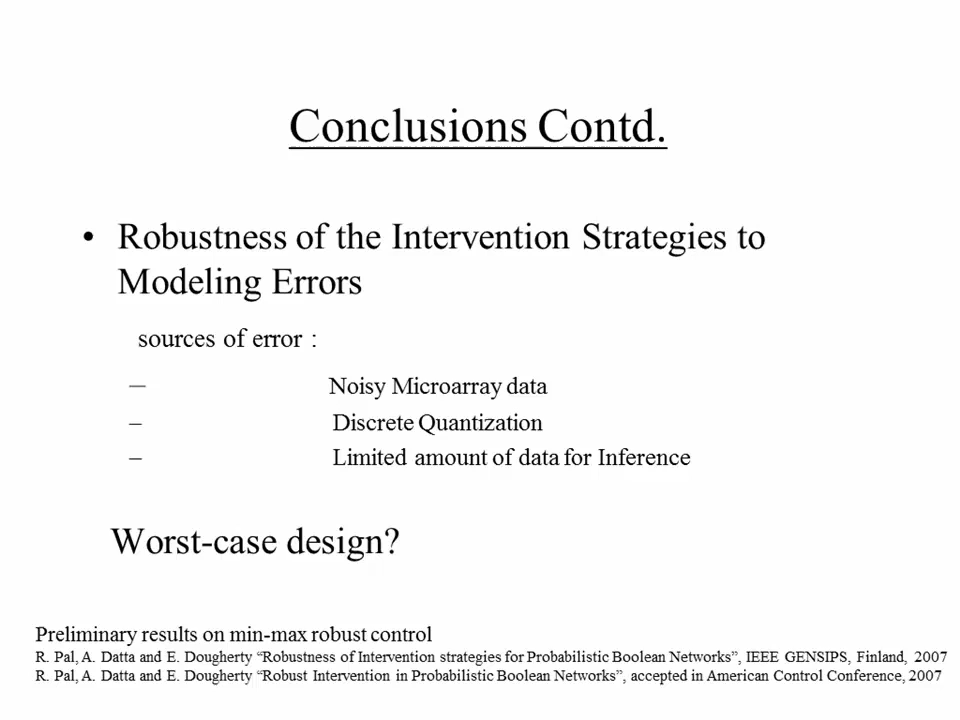 Conclusions Contd.
• Robustness of the Intervention Strategies to
Modeling Errors
sources of error :
– Noisy Microarray data
– Discrete Quantization
– Limited amount of data for Inference
Worst-case design?
Preliminary results on min-max robust control
R. Pal, A. Datta and E. Dougherty “Robustness of Intervention strategies for Probabilistic Boolean Networks”, IEEE GENSIPS, Finland, 2007
R. Pal, A. Datta and E. Dougherty “Robust Intervention in Probabilistic Boolean Networks”, accepted in American Control Conference, 2007